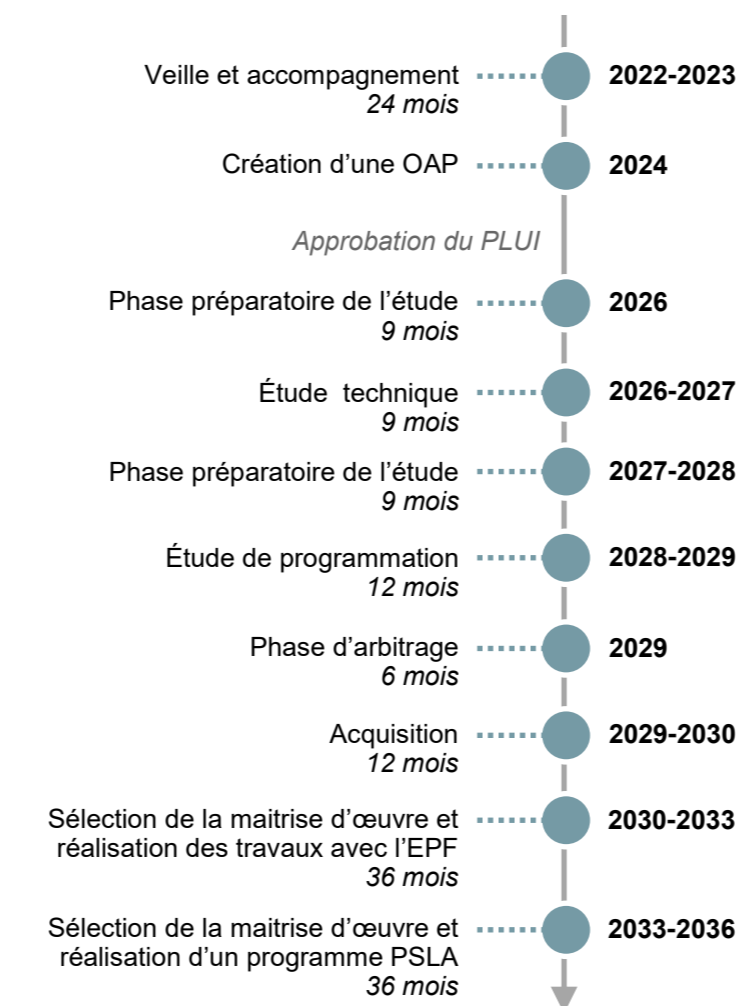 Veille et accompagnement
24 mois
2022-2023
Création d'une OAP
2024
Approbation du PLUI
Phase préparatoire de l'étude
9 mois
2026
Étude  technique
9 mois
2026-2027
Phase préparatoire de l'étude
9 mois
2027-2028
Étude de programmation
12 mois
2028-2029
Phase d'arbitrage
6 mois
2029
Acquisition
12 mois
2029-2030
Sélection de la maitrise d'œuvre et
réalisation des travaux avec l'EPF
36 mois
2030-2033
Sélection de la maitrise d'œuvre et
réalisation d'un programme PSLA
36 mois
2033-2036